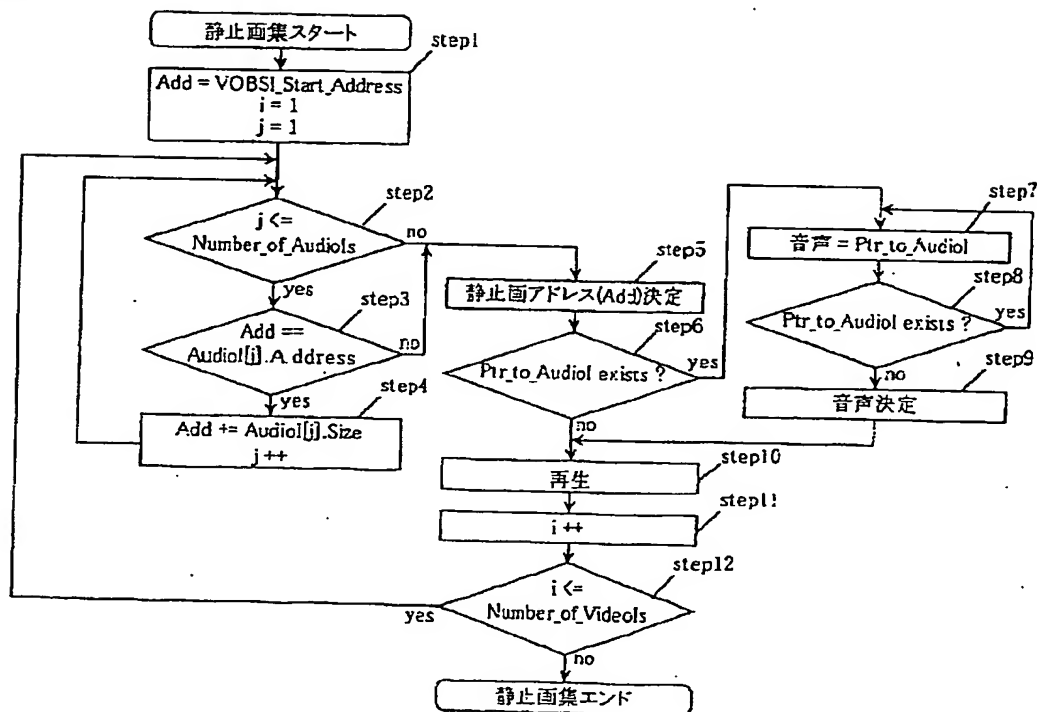 静止画集スタート
step1
Add = VOBSI_Start_Address
i = 1
j = 1
step2
j <=
Number_of_AudioIs
no
yes
step3
Add ==
AudioI[j].Address
no
yes
step4
Add += AudioI[j].Size
j ++
step5
静止画アドレス(Add)決定
step6
Ptr_to_AudioI exists ?
yes
no
step7
音声 = Ptr_to_AudioI
step8
Ptr_to_AudioI exists ?
yes
no
step9
音声決定
step10
再生
step11
i ++
step12
i <=
Number_of_VideoIs
yes
no
静止画集エンド